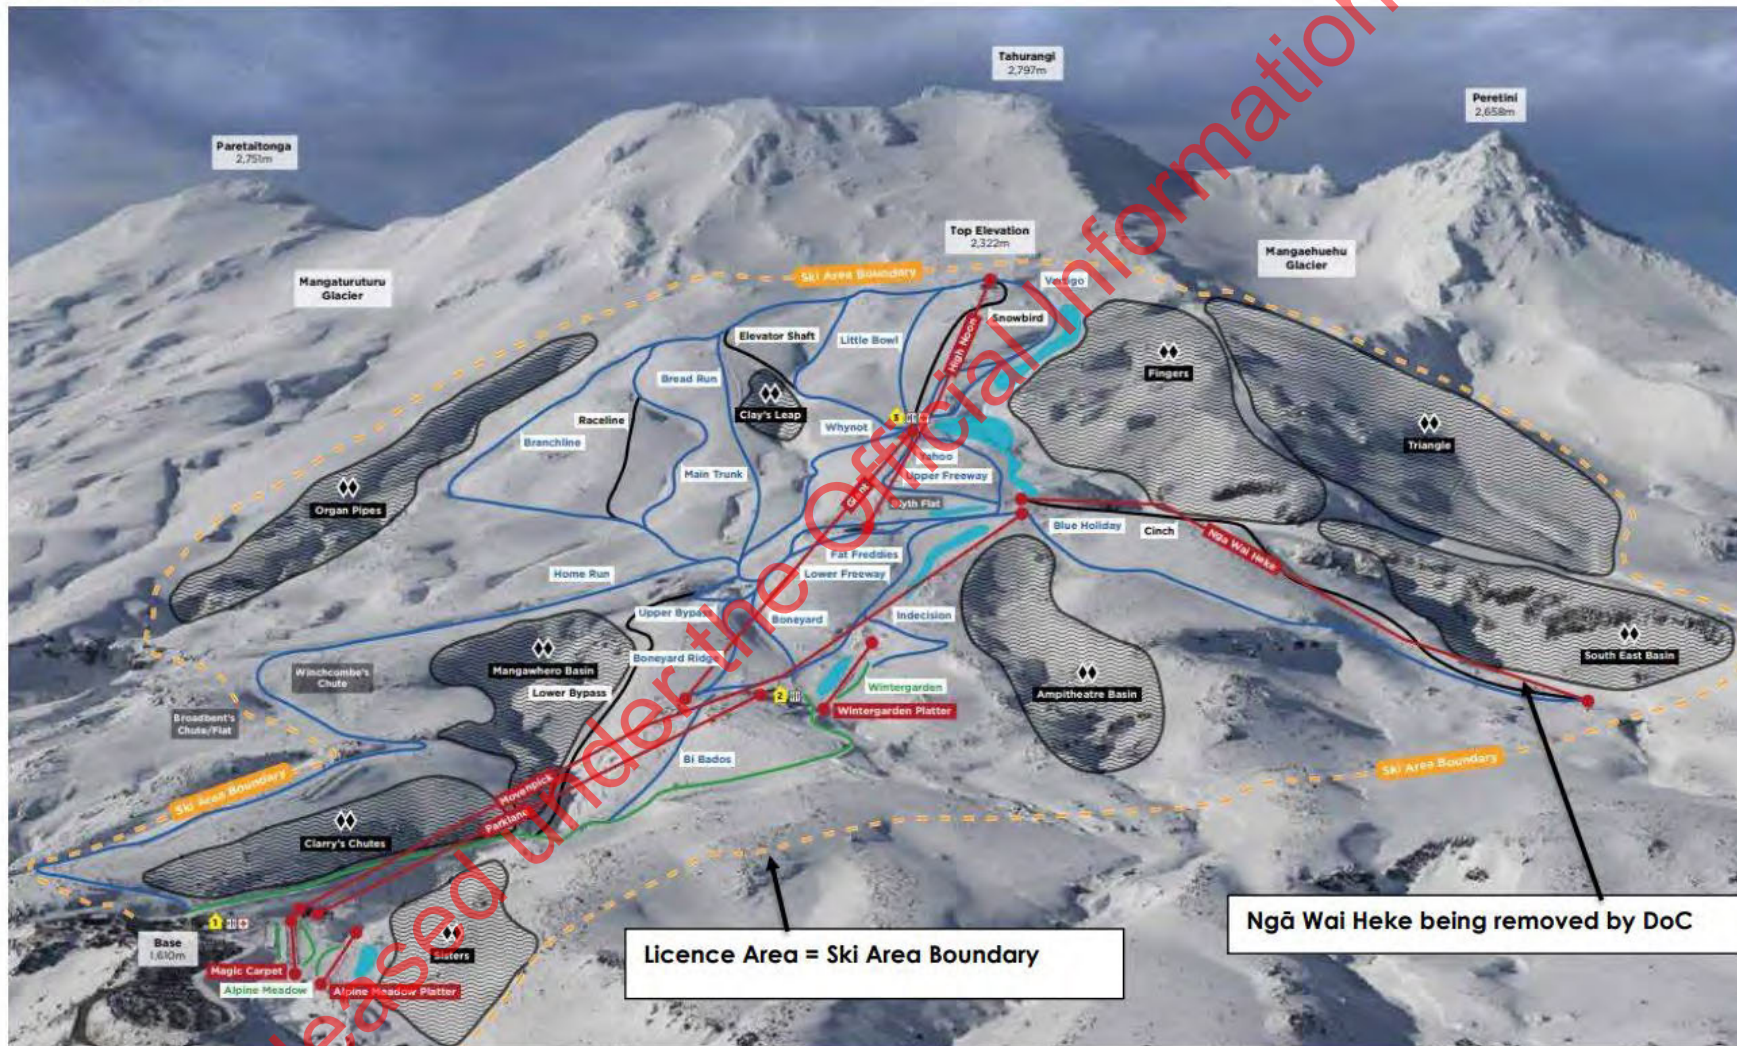 Tahurangi
2,797m
Peretini
2,658m
Paretaitonga
2,751m
Top Elevation
2,322m
Mangaehuehu
Glacier
Mangaturuturu
Glacier
Ski Area Boundary
Vertigo
Snowbird
High Noon
Elevator Shaft
Little Bowl
Fingers
Bread Run
Clay's Leap
Raceline
Whynot
3
Triangle
Branchline
Yahoo
Main Trunk
Upper Freeway
Giant
Organ Pipes
Blyth Flat
Blue Holiday
Cinch
Nga Wai Heke
Fat Freddies
Home Run
Lower Freeway
Upper Bypass
Boneyard
Indecision
South East Basin
Boneyard Ridge
Mangawhero Basin
Winchcombe's
Chute
Ampitheatre Basin
Lower Bypass
Wintergarden
2
Wintergarden Platter
Broadbent's
Chute/Flat
Bi Bados
Ski Area Boundary
Ski Area Boundary
Movenpick
Parklane
Clarry's Chutes
1
Base
1,610m
Sisters
Magic Carpet
Alpine Meadow
Alpine Meadow Platter
Licence Area = Ski Area Boundary
Ngā Wai Heke being removed by DoC
leased under the Official Information